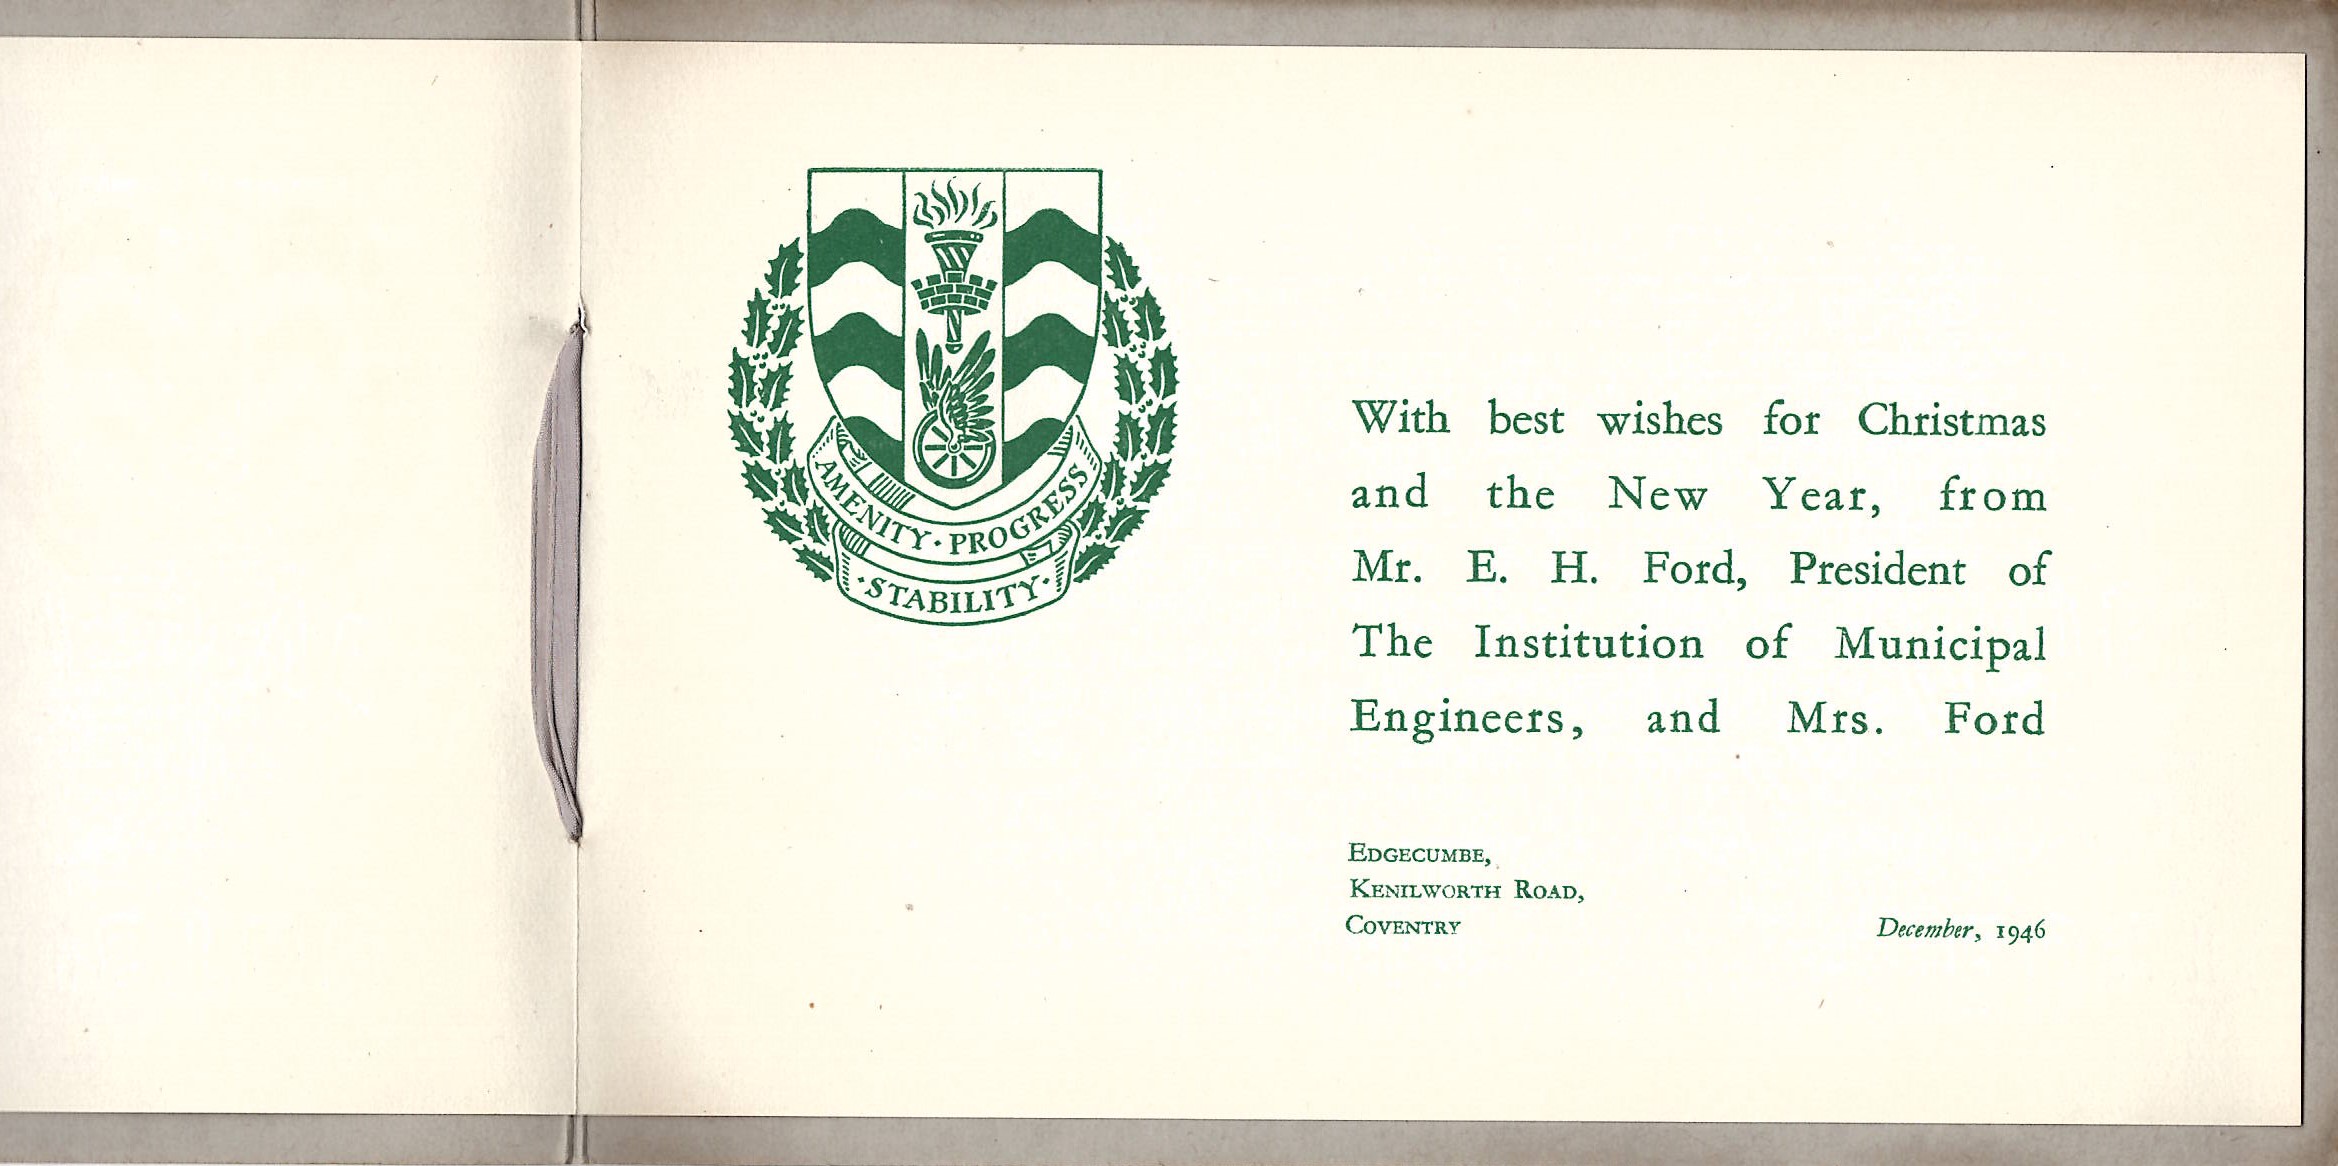 AMENITY · PROGRESS
· STABILITY ·
With best wishes for Christmas
and the New Year, from
Mr. E. H. Ford, President of
The Institution of Municipal
Engineers, and Mrs. Ford
Edgecumbe,
Kenilworth Road,
Coventry
December, 1946